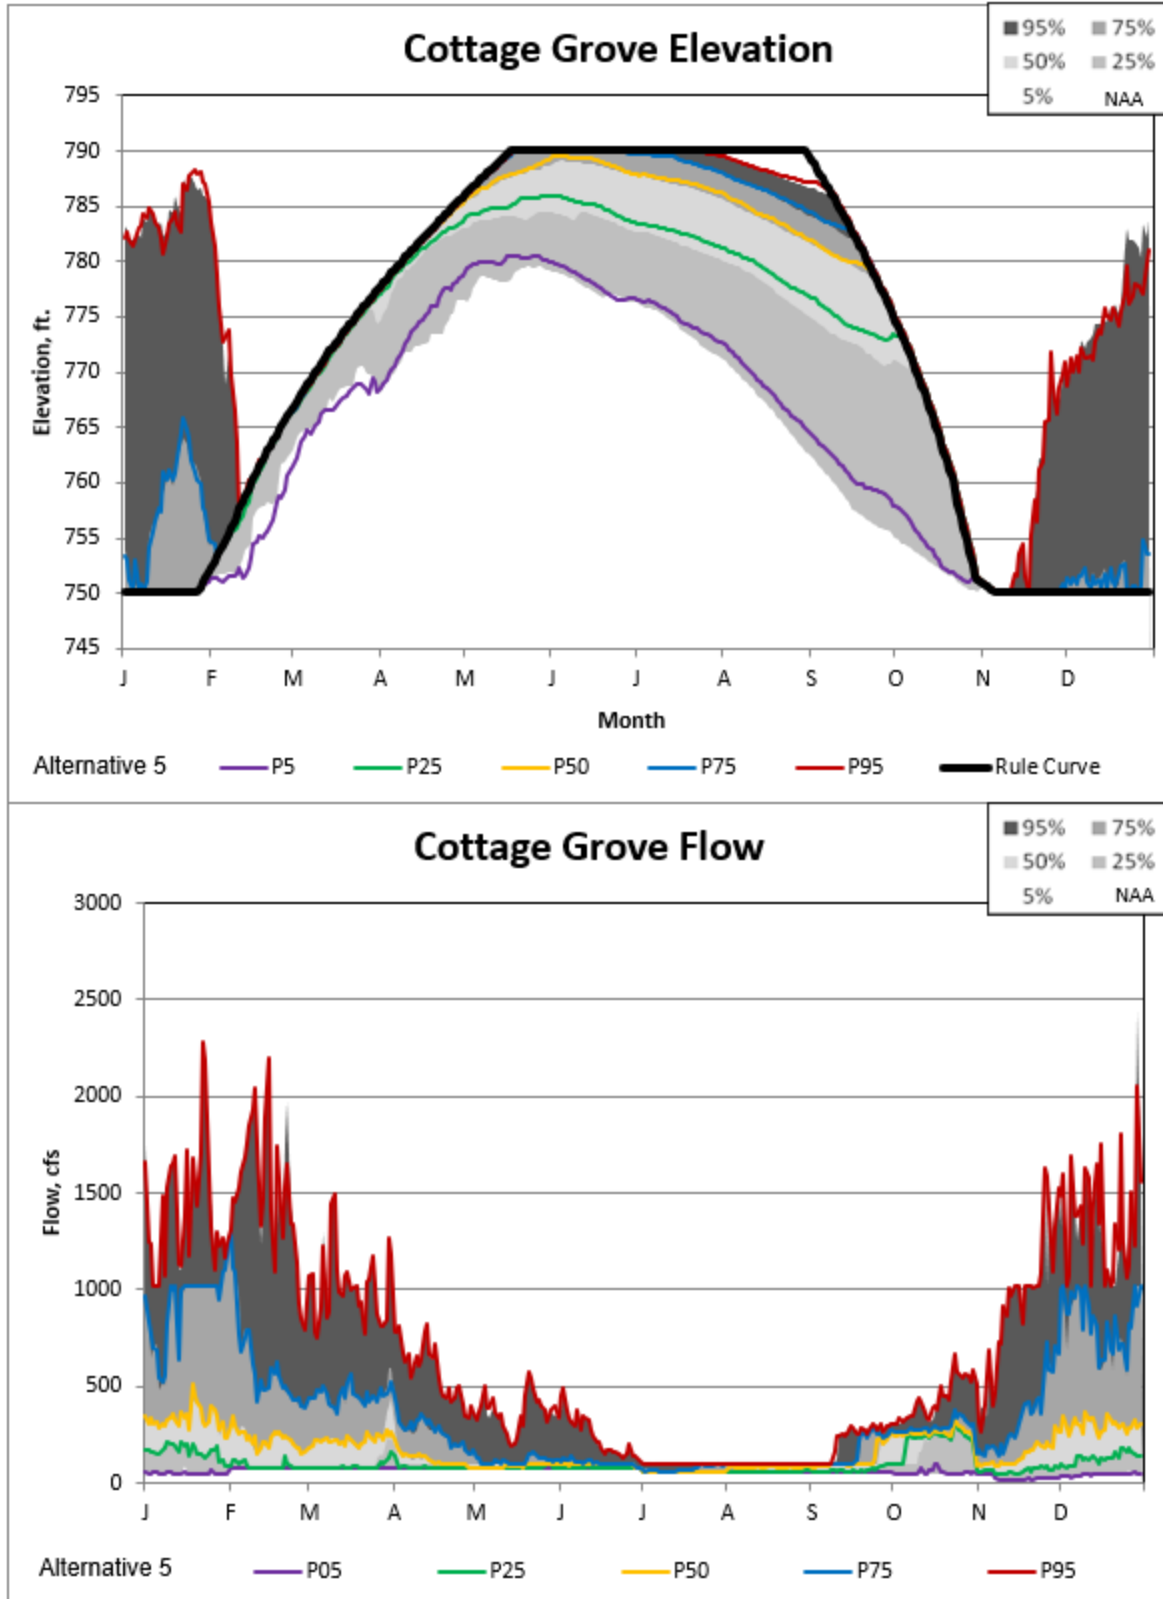 Cottage Grove Elevation
95% 75%
50% 25%
5% NAA
795
790
785
780
775
770
765
760
755
750
745
Elevation, ft.
J F M A M J J A S O N D
Month
Alternative 5 P5 P25 P50 P75 P95 Rule Curve
Cottage Grove Flow
95% 75%
50% 25%
5% NAA
3000
2500
2000
1500
1000
500
0
Flow, cfs
J F M A M J J A S O N D
Alternative 5 P05 P25 P50 P75 P95